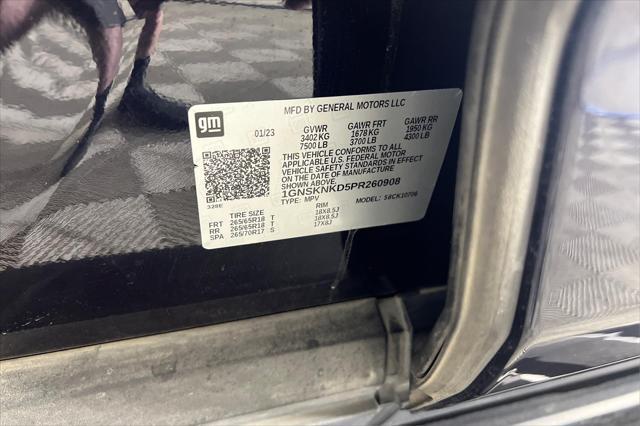 MFD BY GENERAL MOTORS LLC
gm
01/23 GVWR GAWR FRT GAWR RR
3402 KG 1678 KG 1950 KG
7500 LB 3700 LB 4300 LB
THIS VEHICLE CONFORMS TO ALL
APPLICABLE U.S. FEDERAL MOTOR
VEHICLE SAFETY STANDARDS IN EFFECT
ON THE DATE OF MANUFACTURE
SHOWN ABOVE.
1GNSKNKD5PR260908
TYPE: MPV MODEL: 58CK10706
328E
TIRE SIZE RIM
FRT 265/65R18 T 18X8.5J
RR 265/65R18 T 18X8.5J
SPA 265/70R17 S 17X8J